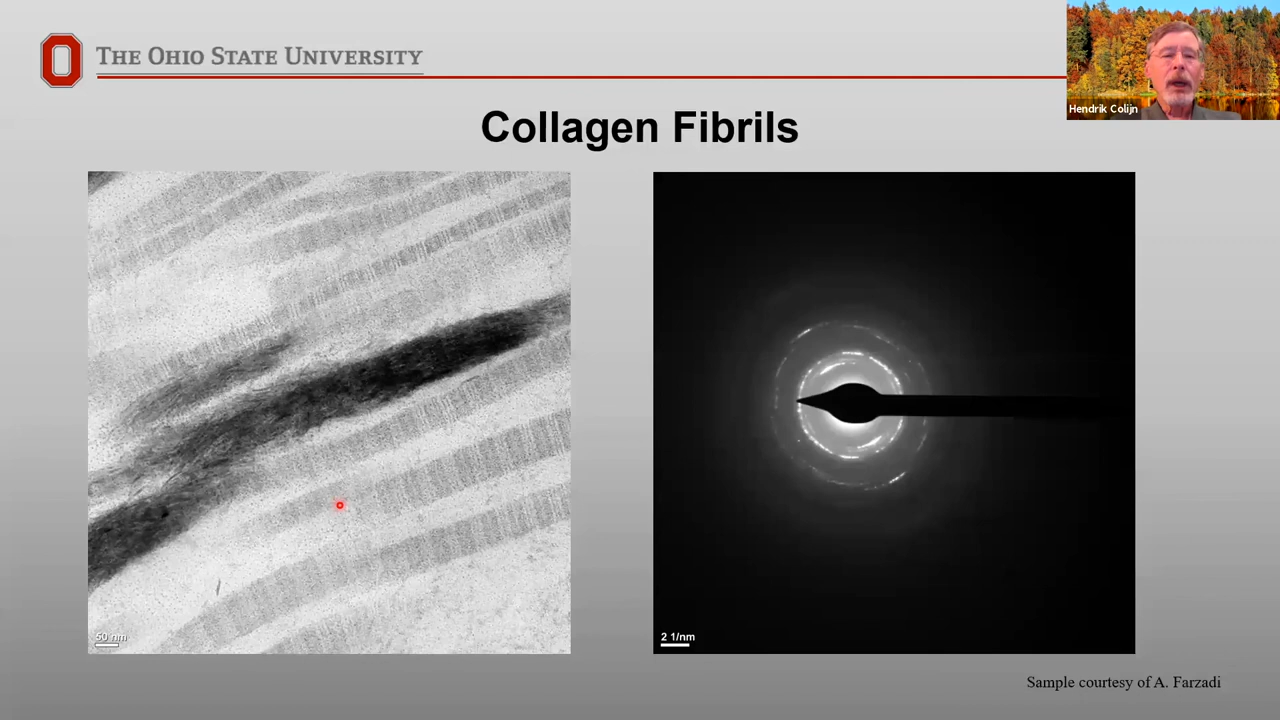 THE OHIO STATE UNIVERSITY
Hendrik Colijn
Collagen Fibrils
50 nm
2 1/nm
Sample courtesy of A. Farzadi